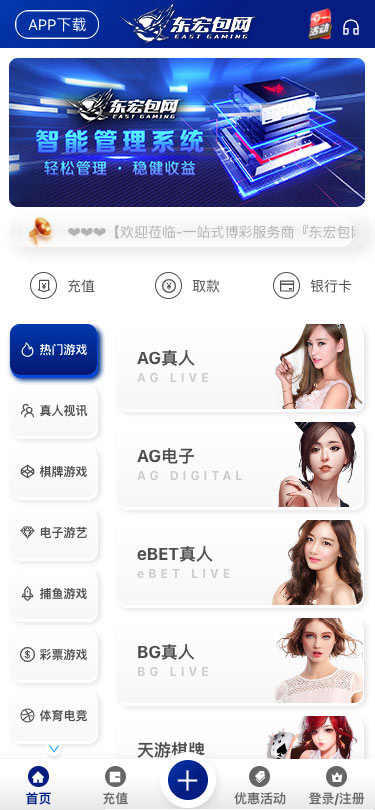 APP下载
东宏包网
EAST GAMING
活动
东宏包网
EAST GAMING
智能管理系统
轻松管理 · 稳健收益
❤❤❤【欢迎莅临-一站式博彩服务商『东宏包网
充值
取款
银行卡
热门游戏
真人视讯
棋牌游戏
电子游艺
捕鱼游戏
彩票游戏
体育电竞
AG真人
AG LIVE
AG电子
AG DIGITAL
eBET真人
eBET LIVE
BG真人
BG LIVE
天游棋牌
首页
充值
优惠活动
登录/注册